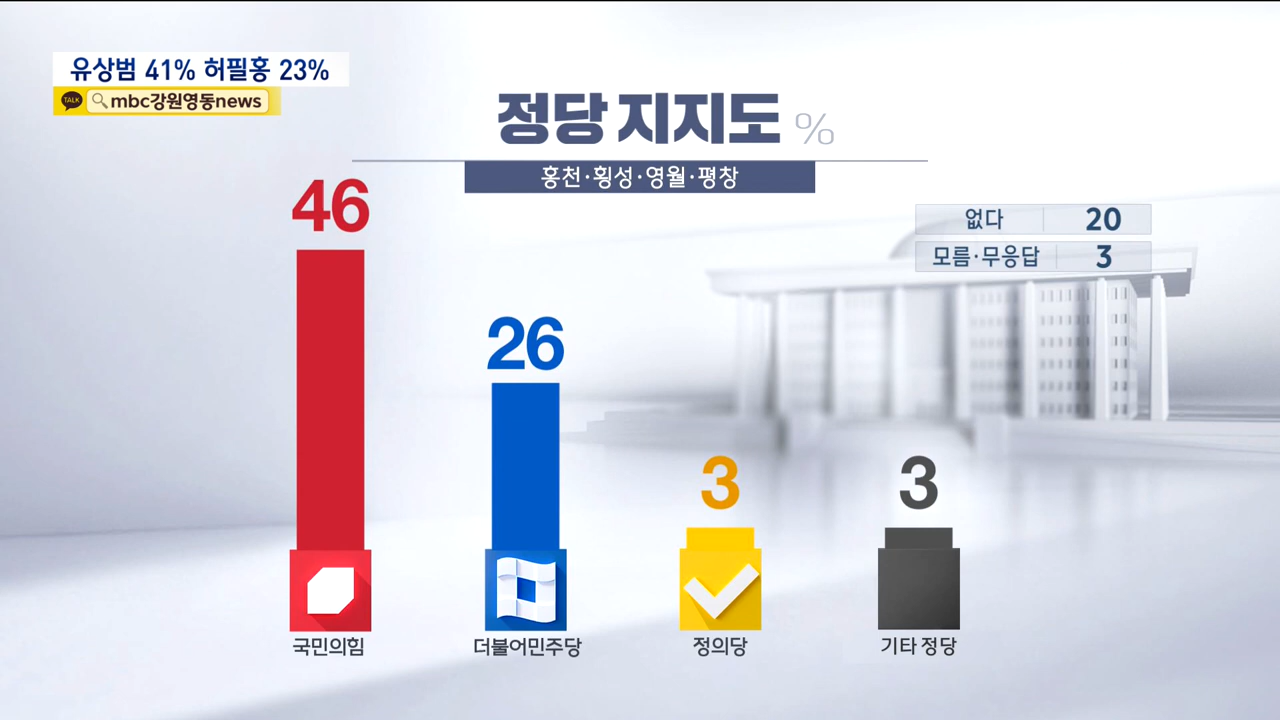 유상범 41% 허필홍 23%
TALK mbc강원영동news
정당 지지도 %
홍천·횡성·영월·평창
없다 20
모름·무응답 3
46
26
3
3
국민의힘
더불어민주당
정의당
기타 정당